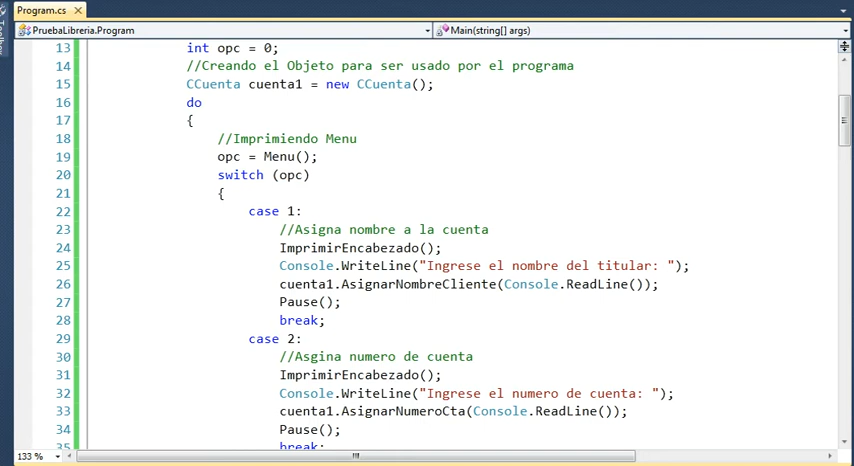 Program.cs
PruebaLibreria.Program
Main(string[] args)
13 int opc = 0;
14 //Creando el Objeto para ser usado por el programa
15 CCuenta cuenta1 = new CCuenta();
16 do
17 {
18 //Imprimiendo Menu
19 opc = Menu();
20 switch (opc)
21 {
22 case 1:
23 //Asigna nombre a la cuenta
24 ImprimirEncabezado();
25 Console.WriteLine("Ingrese el nombre del titular: ");
26 cuenta1.AsignarNombreCliente(Console.ReadLine());
27 Pause();
28 break;
29 case 2:
30 //Asgina numero de cuenta
31 ImprimirEncabezado();
32 Console.WriteLine("Ingrese el numero de cuenta: ");
33 cuenta1.AsignarNumeroCta(Console.ReadLine());
34 Pause();
35 break;
133 %